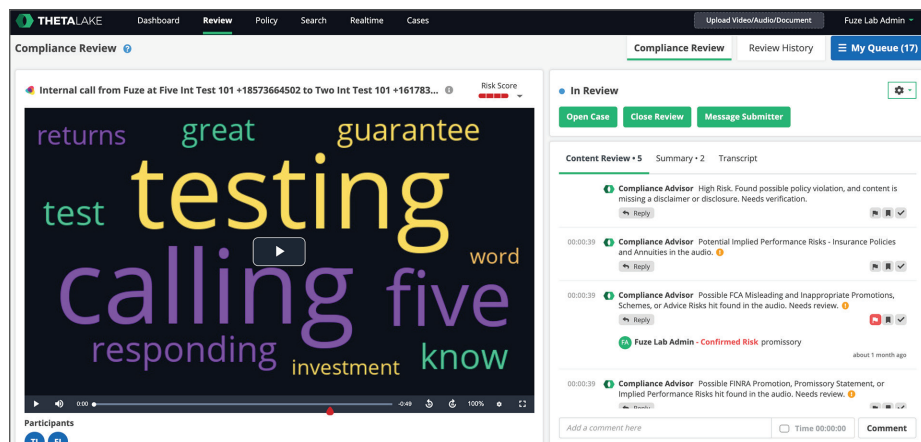 THETALAKE Dashboard Review Policy Search Realtime Cases Upload Video/Audio/Document Fuze Lab Admin
Compliance Review ? Compliance Review Review History My Queue (17)
Internal call from Fuze at Five Int Test 101 +18573664502 to Two Int Test 101 +161783... Risk Score
returns great guarantee
testing
test
word
calling five
responding know
investment
0:00 -0:49 5 5 100%
Participants
TI FI
In Review
Open Case Close Review Message Submitter
Content Review • 5 Summary • 2 Transcript
Compliance Advisor High Risk. Found possible policy violation, and content is
missing a disclaimer or disclosure. Needs verification.
Reply
00:00:39 Compliance Advisor Potential Implied Performance Risks - Insurance Policies
and Annuities in the audio.
Reply
00:00:39 Compliance Advisor Possible FCA Misleading and Inappropriate Promotions,
Schemes, or Advice Risks hit found in the audio. Needs review.
Reply
FA Fuze Lab Admin - Confirmed Risk promissory
about 1 month ago
00:00:39 Compliance Advisor Possible FINRA Promotion, Promissory Statement, or
Implied Performance Risks hit found in the audio. Needs review.
Reply
Add a comment here Time 00:00:00 Comment